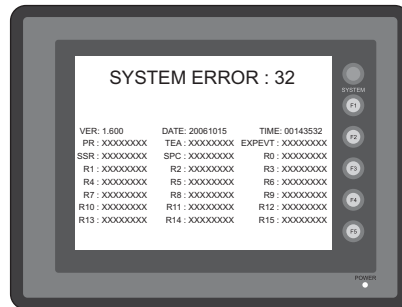 SYSTEM ERROR : 32
SYSTEM
F1
VER: 1.600 DATE: 20061015 TIME: 00143532
F2
PR : XXXXXXXX TEA : XXXXXXXX EXPEVT : XXXXXXXX
SSR : XXXXXXXX SPC : XXXXXXXX R0 : XXXXXXXX
R1 : XXXXXXXX R2 : XXXXXXXX R3 : XXXXXXXX
F3
R4 : XXXXXXXX R5 : XXXXXXXX R6 : XXXXXXXX
R7 : XXXXXXXX R8 : XXXXXXXX R9 : XXXXXXXX
F4
R10 : XXXXXXXX R11 : XXXXXXXX R12 : XXXXXXXX
R13 : XXXXXXXX R14 : XXXXXXXX R15 : XXXXXXXX
F5
POWER